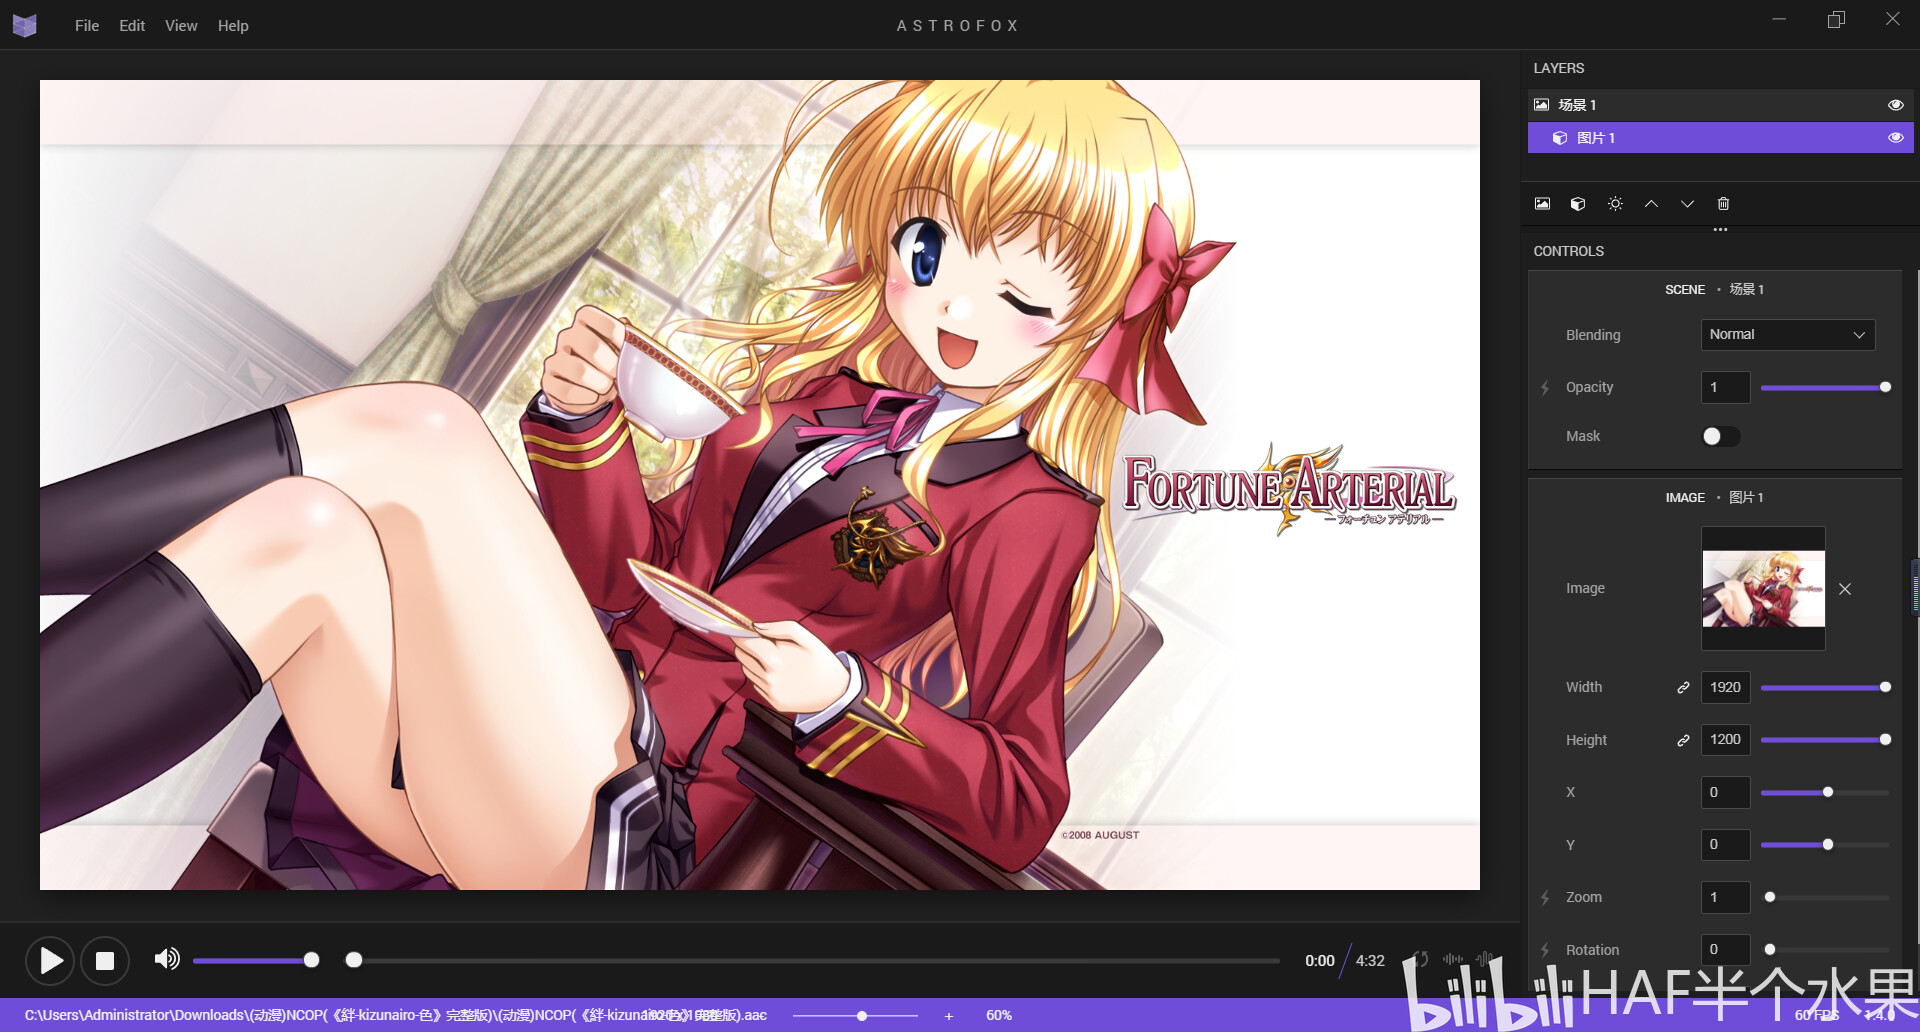 File Edit View Help
ASTROFOX
LAYERS
场景 1
图片 1
CONTROLS
SCENE • 场景 1
Blending Normal
Opacity 1
Mask
IMAGE • 图片 1
Image
Width 1920
Height 1200
X 0
Y 0
Zoom 1
Rotation 0
FORTUNE ARTERIAL
フォーチュン アテリアル
©2008 AUGUST
0:00 4:32
bilibili HAF半个水果
C:\Users\Administrator\Downloads\(动漫)NCOP(《絆-kizunairo-色》完整版)\(动漫)NCOP(《絆-kizunairo-色》完整版).aac
60%
60 FPS 1.4.0